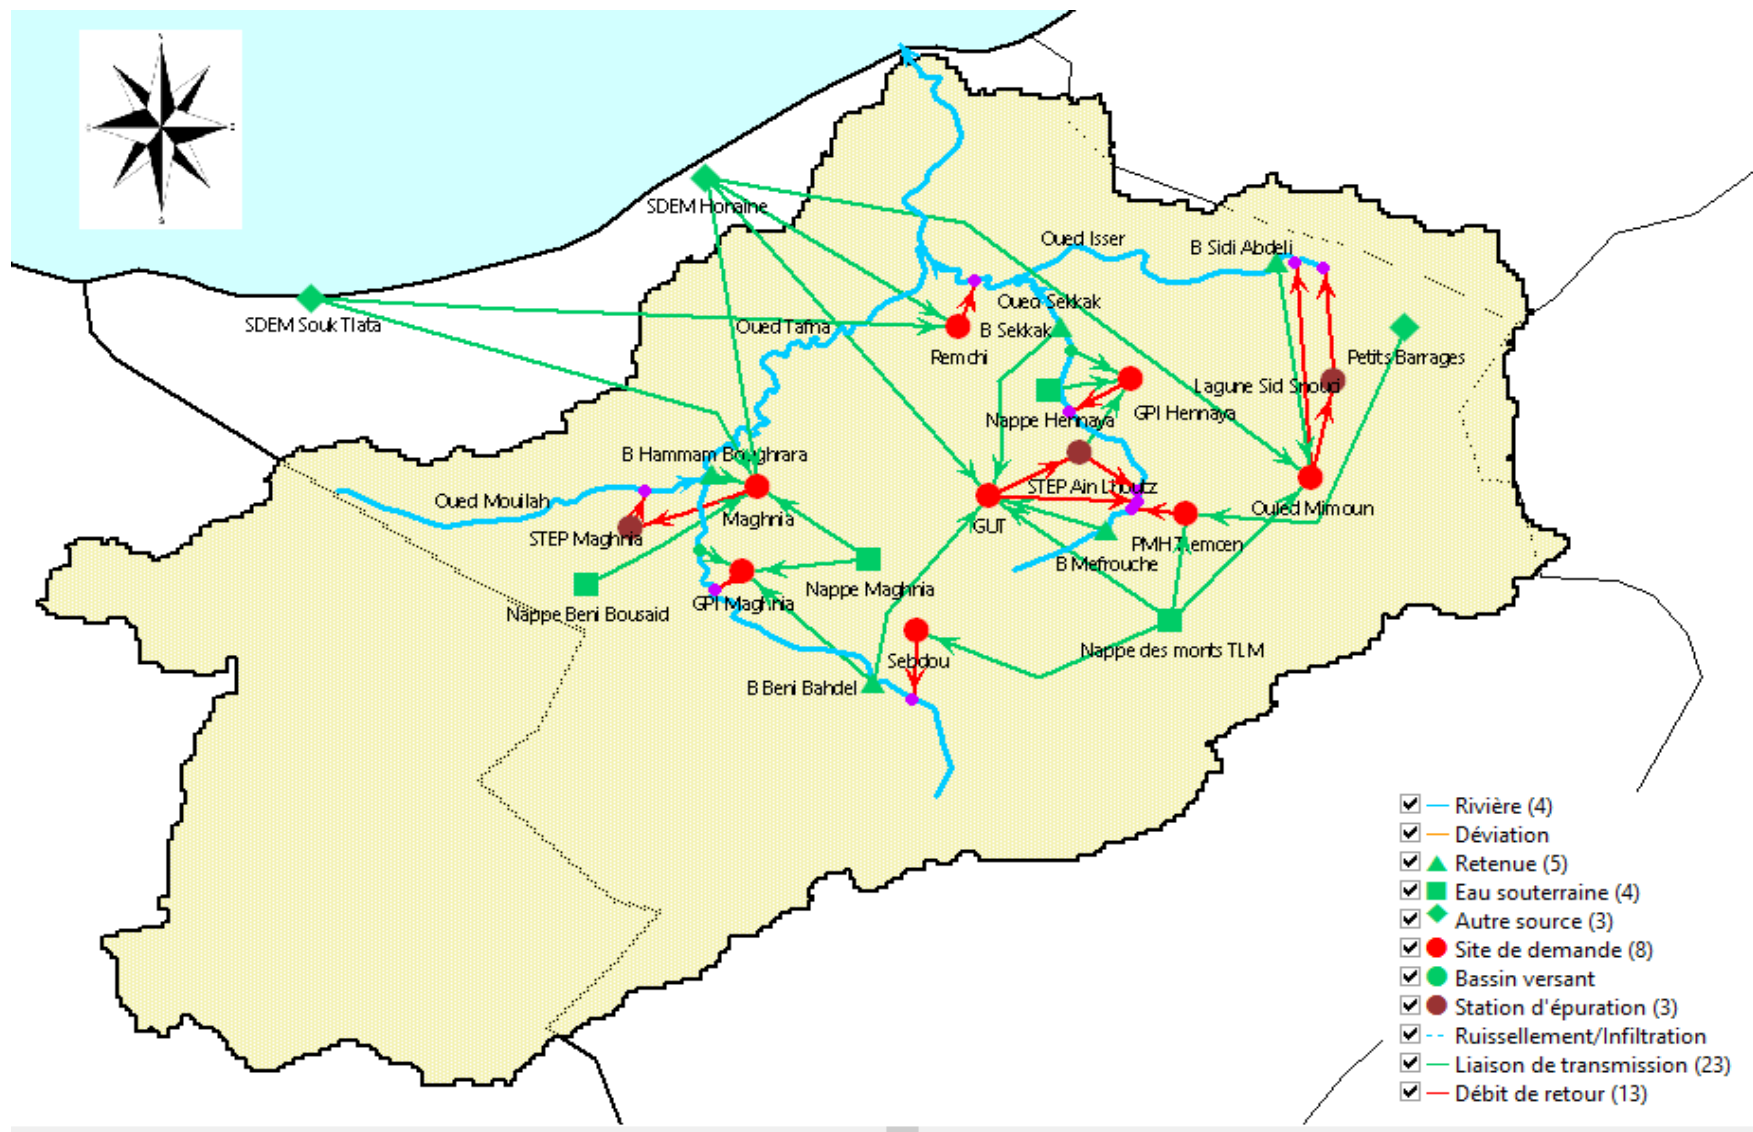 SDEM Honaine
Oued Isser
B Sidi Abdeli
SDEM Souk Tlata
Oued Tafna
Oued Sekkak
B Sekkak
Remchi
Petits Barrages
Lagune Sid Snouci
Nappe Hennaya
GPI Hennaya
B Hammam Boughrara
Oued Mouilah
Maghnia
STEP Maghnia
STEP Ain Lhoutz
GUT
Ouled Mimoun
PMH Tlemcen
B Mefrouche
Nappe Maghnia
GPI Maghnia
Nappe Beni Bousaid
Sebdou
Nappe des monts TLM
B Beni Bahdel
Rivière (4)
Déviation
Retenue (5)
Eau souterraine (4)
Autre source (3)
Site de demande (8)
Bassin versant
Station d'épuration (3)
Ruissellement/Infiltration
Liaison de transmission (23)
Débit de retour (13)